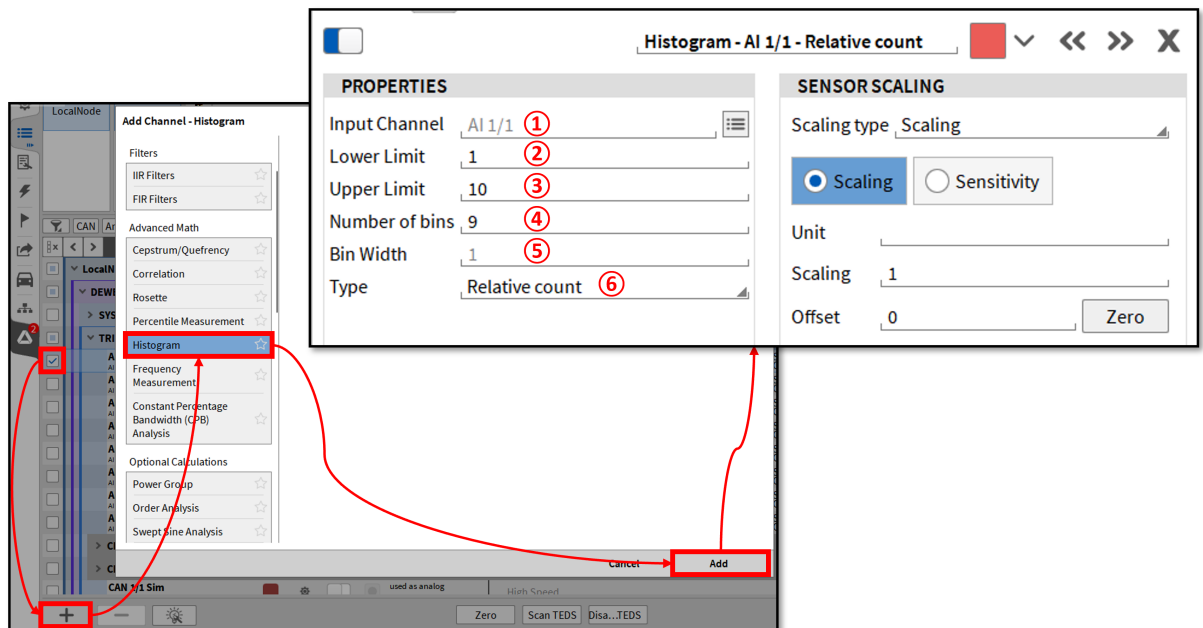 Histogram - AI 1/1 - Relative count
PROPERTIES
Input Channel AI 1/1 ①
Lower Limit 1 ②
Upper Limit 10 ③
Number of bins 9 ④
Bin Width 1 ⑤
Type Relative count ⑥
SENSOR SCALING
Scaling type Scaling
Scaling Sensitivity
Unit
Scaling 1
Offset 0 Zero
LocalNode
Add Channel - Histogram
Filters
IIR Filters
FIR Filters
Advanced Math
Cepstrum/Quefrency
Correlation
Rosette
Percentile Measurement
Histogram
Frequency
Measurement
Constant Percentage
Bandwidth (CPB)
Analysis
Optional Calculations
Power Group
Order Analysis
Swept Sine Analysis
Cancel Add
CAN
LocalN
DEWE
SYS
TRI
2
CAN 1/1 Sim
used as analog
High Speed
Zero Scan TEDS Disa...TEDS